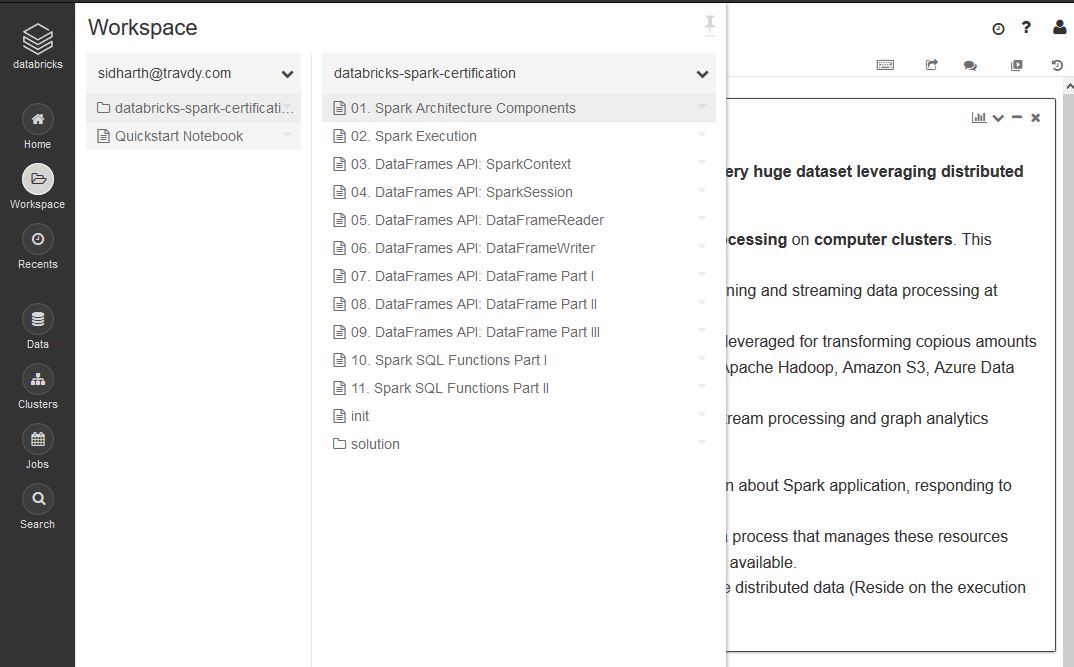 Workspace
databricks
Home
Workspace
Recents
Data
Clusters
Jobs
Search
sidharth@travdy.com
databricks-spark-certificati...
Quickstart Notebook
databricks-spark-certification
01. Spark Architecture Components
02. Spark Execution
03. DataFrames API: SparkContext
04. DataFrames API: SparkSession
05. DataFrames API: DataFrameReader
06. DataFrames API: DataFrameWriter
07. DataFrames API: DataFrame Part I
08. DataFrames API: DataFrame Part II
09. DataFrames API: DataFrame Part III
10. Spark SQL Functions Part I
11. Spark SQL Functions Part II
init
solution
?
huge dataset leveraging distributed
on computer clusters. This
and streaming data processing at
leveraged for transforming copious amounts
Hadoop, Amazon S3, Azure Data
processing and graph analytics
about Spark application, responding to
process that manages these resources
available.
distributed data (Reside on the execution